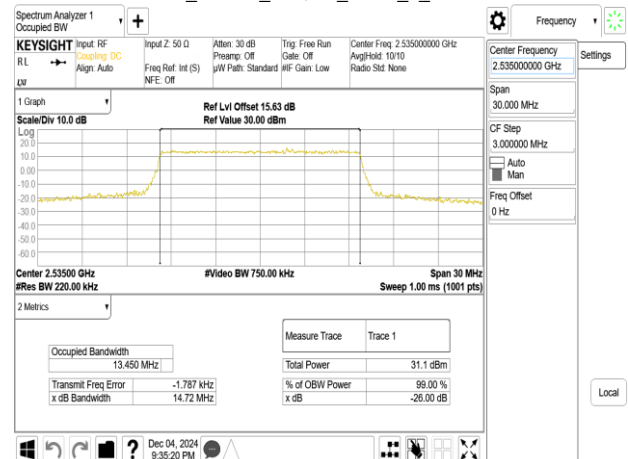 Spectrum Analyzer 1
Occupied BW
Frequency
KEYSIGHT
RL
Input: RF
Coupling: DC
Align: Auto
Input Z: 50 Ω
Freq Ref: Int (S)
NFE: Off
Atten: 30 dB
Preamp: Off
µW Path: Standard
Trig: Free Run
Gate: Off
#IF Gain: Low
Center Freq: 2.535000000 GHz
Avg|Hold: 10/10
Radio Std: None
Center Frequency
2.535000000 GHz
Settings
Span
30.000 MHz
CF Step
3.000000 MHz
Auto
Man
Freq Offset
0 Hz
Local
1 Graph
Scale/Div 10.0 dB
Ref Lvl Offset 15.63 dB
Ref Value 30.00 dBm
Log
20.0
10.0
0.00
-10.0
-20.0
-30.0
-40.0
-50.0
-60.0
Center 2.53500 GHz
#Res BW 220.00 kHz
#Video BW 750.00 kHz
Span 30 MHz
Sweep 1.00 ms (1001 pts)
2 Metrics
Measure Trace Trace 1
Occupied Bandwidth
13.450 MHz
Total Power 31.1 dBm
Transmit Freq Error -1.787 kHz
% of OBW Power 99.00 %
x dB Bandwidth 14.72 MHz
x dB -26.00 dB
?
Dec 04, 2024
9:35:20 PM